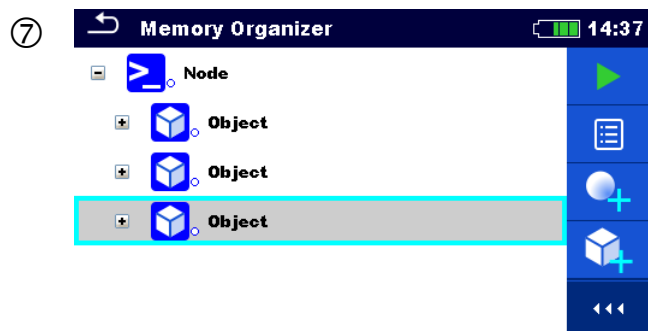 ⑦
Memory Organizer 14:37
Node
Object
Object
Object